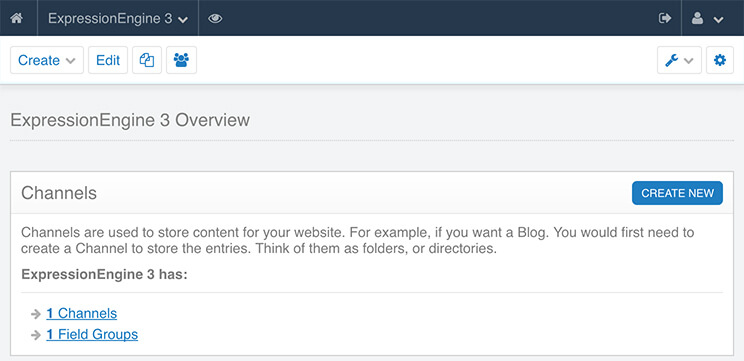 ExpressionEngine 3
Create
Edit
ExpressionEngine 3 Overview
Channels
CREATE NEW
Channels are used to store content for your website. For example, if you want a Blog. You would first need to
create a Channel to store the entries. Think of them as folders, or directories.
ExpressionEngine 3 has:
1 Channels
1 Field Groups